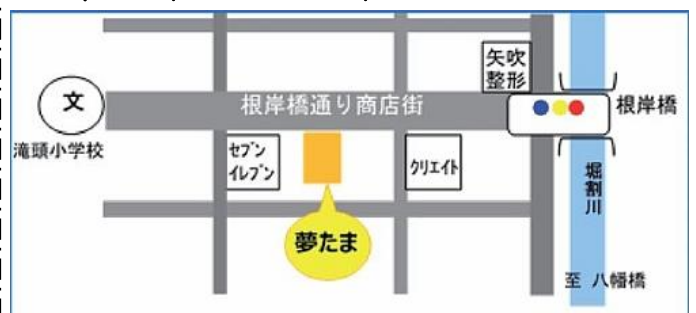 矢吹
整形
文
根岸橋通り商店街
根岸橋
滝頭小学校
セブン
イレブン
クリエイト
堀割川
夢たま
至 八幡橋